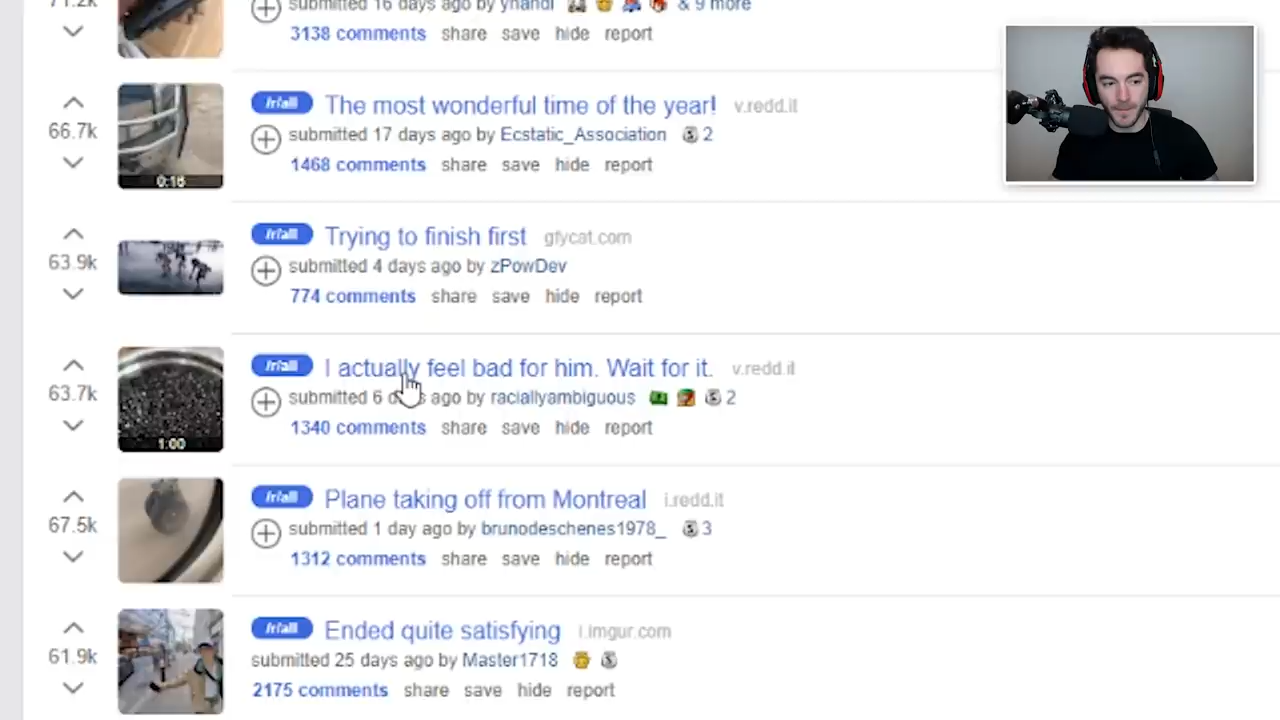 71.2k
submitted 16 days ago by yhandi & 9 more
3138 comments share save hide report
/r/all The most wonderful time of the year! v.redd.it
66.7k
submitted 17 days ago by Ecstatic_Association 2
0:16
1468 comments share save hide report
/r/all Trying to finish first gfycat.com
63.9k
submitted 4 days ago by zPowDev
774 comments share save hide report
/r/all I actually feel bad for him. Wait for it. v.redd.it
63.7k
submitted 6 ago by raciallyambiguous 2
1:00
1340 comments share save hide report
/r/all Plane taking off from Montreal i.redd.it
67.5k
submitted 1 day ago by brunodeschenes1978_ 3
1312 comments share save hide report
/r/all Ended quite satisfying i.imgur.com
61.9k
submitted 25 days ago by Master1718
2175 comments share save hide report